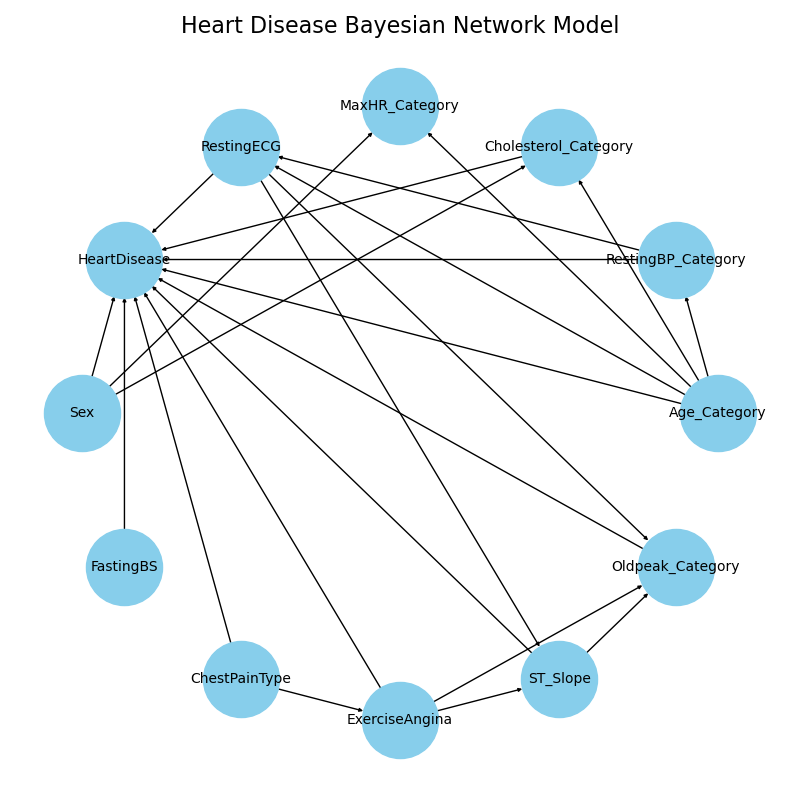 Heart Disease Bayesian Network Model
MaxHR_Category
RestingECG
Cholesterol_Category
HeartDisease
RestingBP_Category
Sex
Age_Category
FastingBS
Oldpeak_Category
ChestPainType
ST_Slope
ExerciseAngina